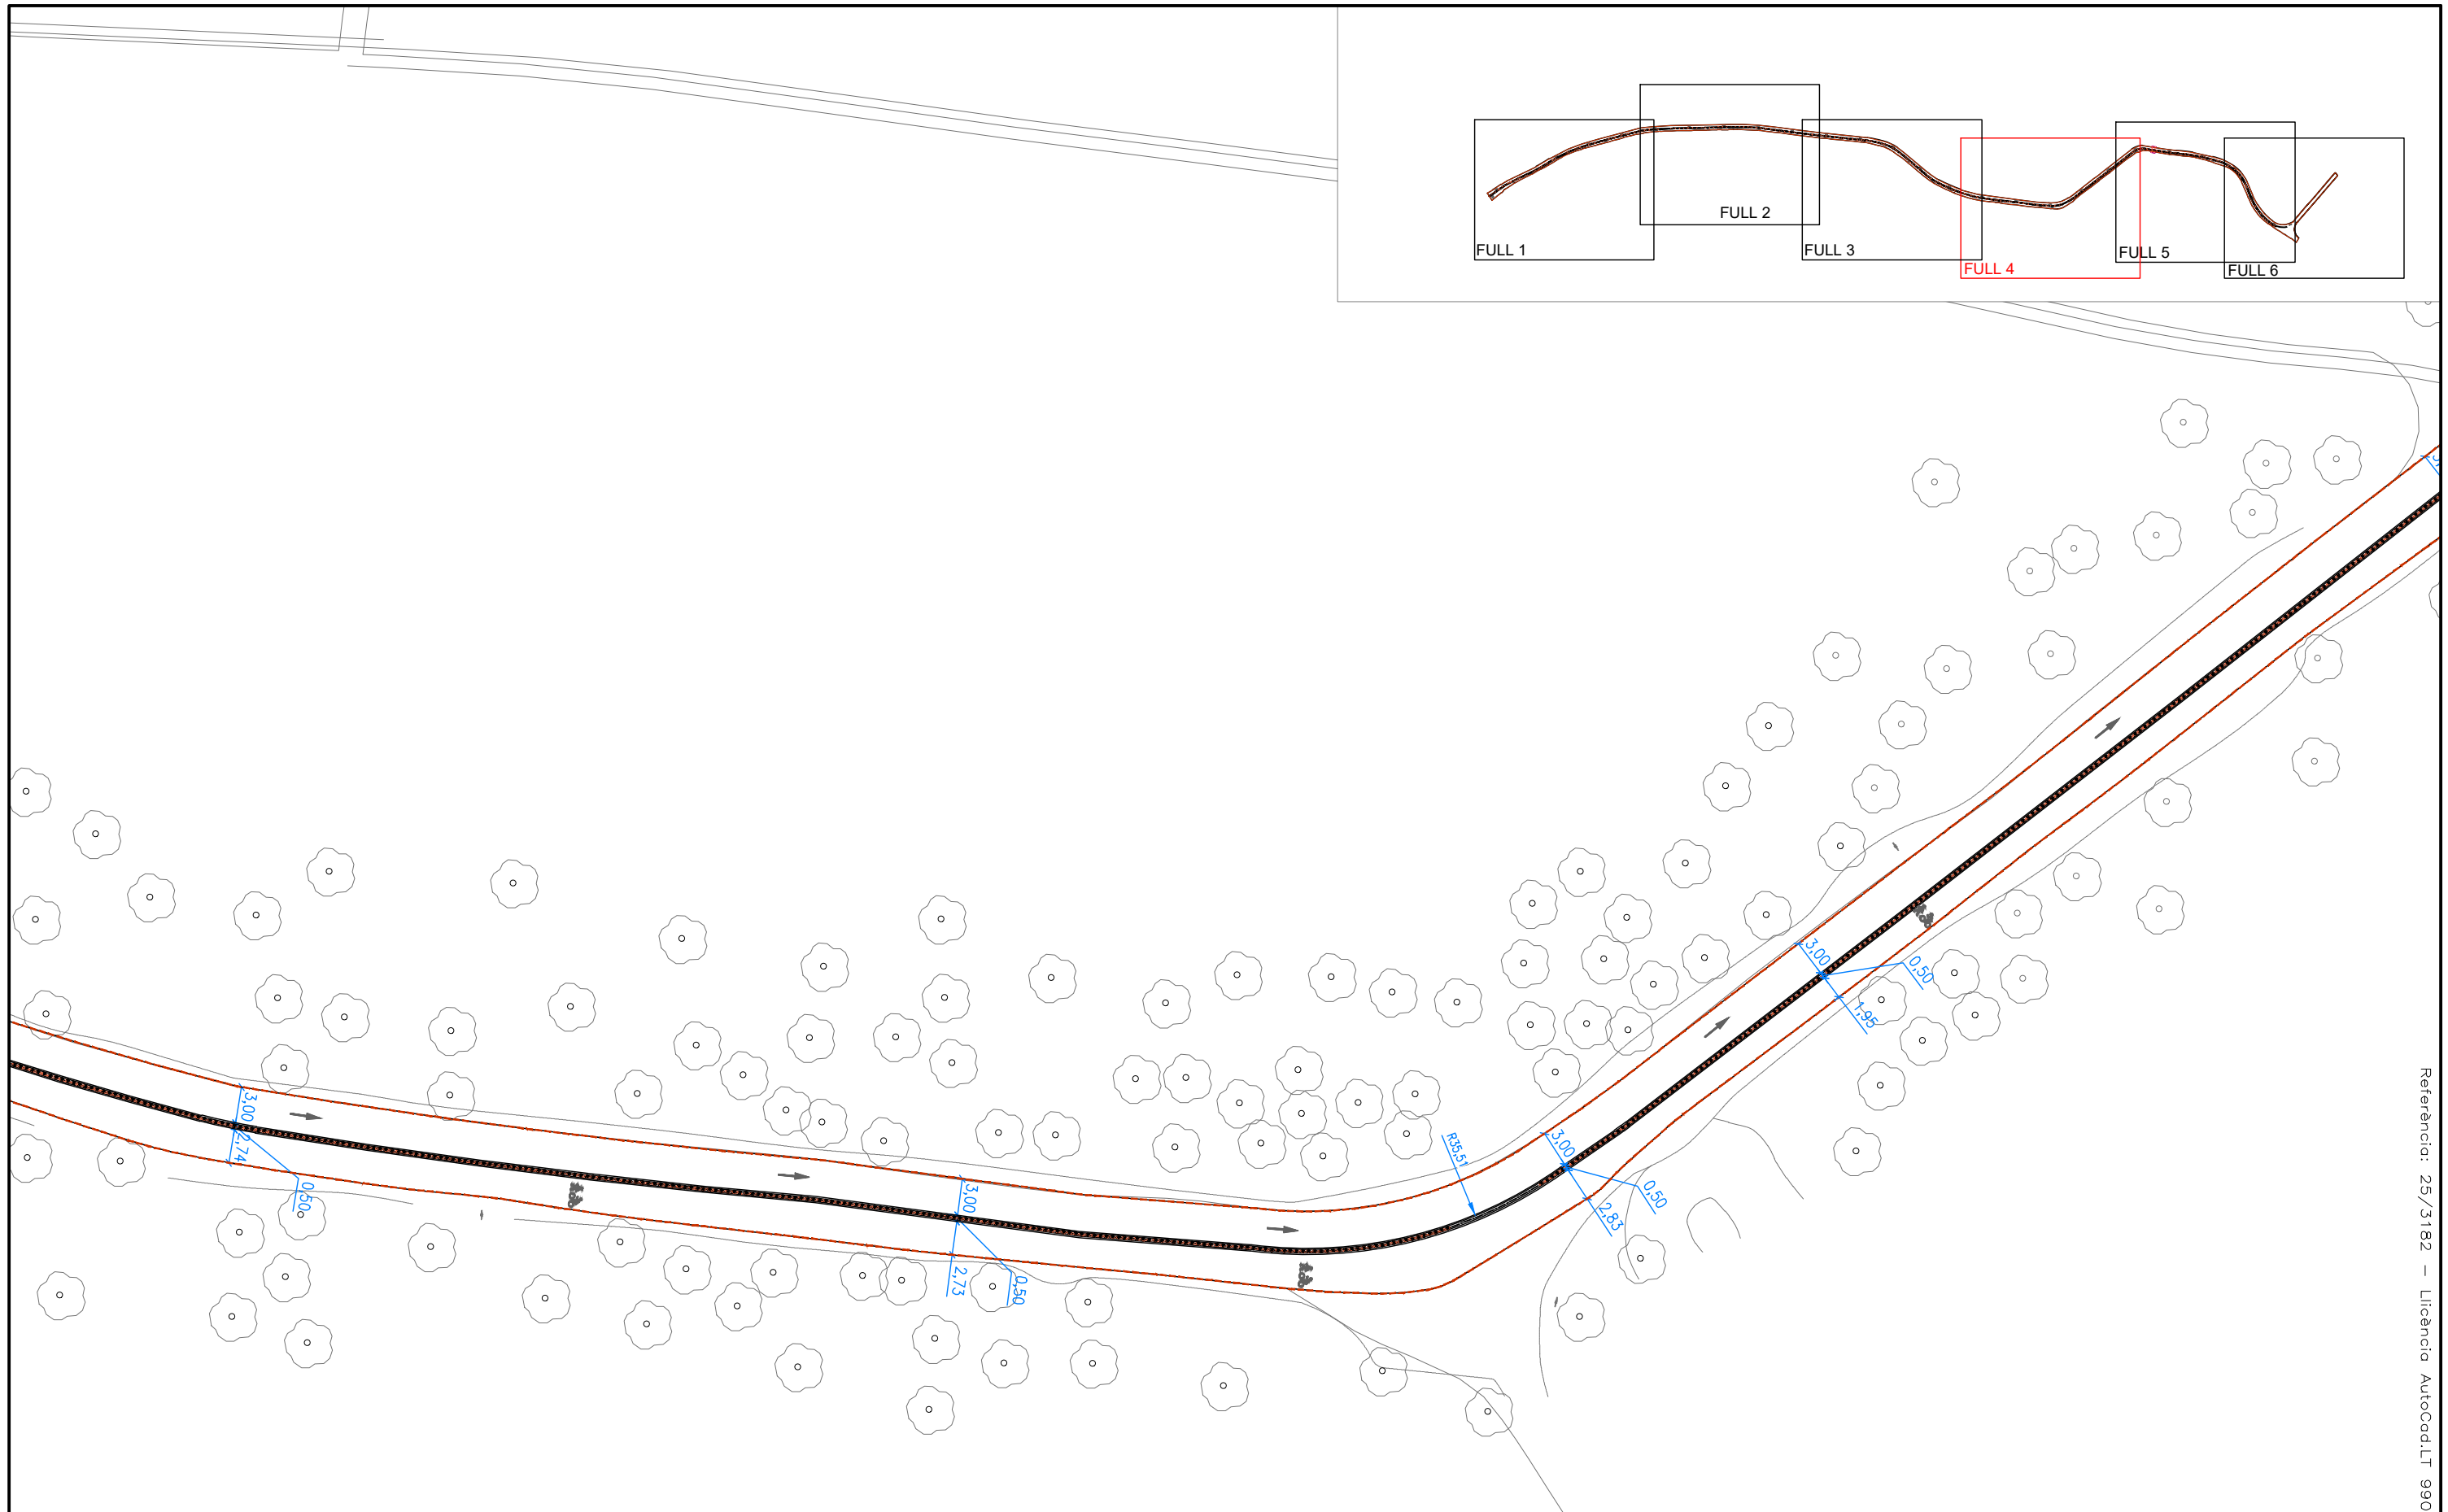 FULL 1
FULL 2
FULL 3
FULL 4
FULL 5
FULL 6
3,00
0,50
1,95
3,00
2,74
0,50
3,00
2,73
0,50
R35,51
3,00
0,50
2,83
Referència: 25/3182 – Llicència AutoCad.LT 990